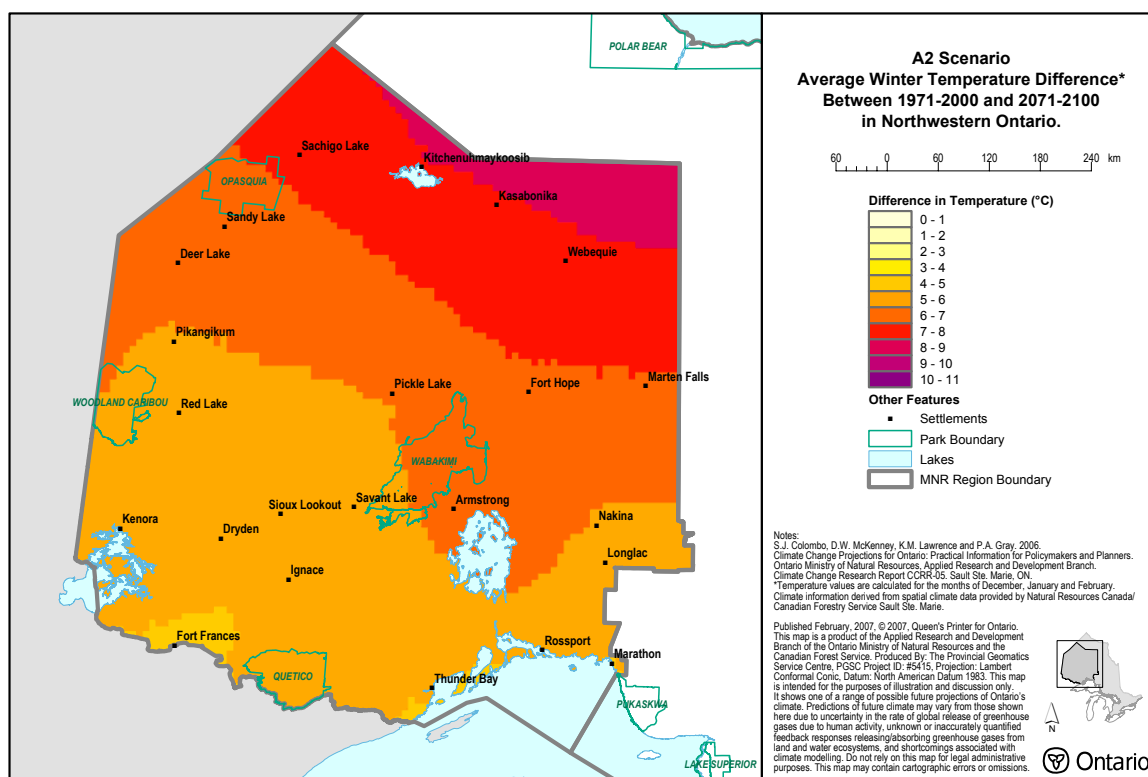 POLAR BEAR
Sachigo Lake
Kitchenuhmaykoosib
OPASQUIA
Kasabonika
Sandy Lake
Deer Lake
Webequie
Pikangikum
Pickle Lake
Fort Hope
Marten Falls
WOODLAND CARIBOU
Red Lake
WABAKIMI
Savant Lake
Armstrong
Sioux Lookout
Kenora
Dryden
Nakina
Longlac
Ignace
Fort Frances
Rossport
Marathon
QUETICO
Thunder Bay
PUKASKWA
LAKE SUPERIOR
A2 Scenario
Average Winter Temperature Difference*
Between 1971-2000 and 2071-2100
in Northwestern Ontario.
60 0 60 120 180 240 km
Difference in Temperature (°C)
0 - 1
1 - 2
2 - 3
3 - 4
4 - 5
5 - 6
6 - 7
7 - 8
8 - 9
9 - 10
10 - 11
Other Features
Settlements
Park Boundary
Lakes
MNR Region Boundary
Notes:
S.J. Colombo, D.W. McKenney, K.M. Lawrence and P.A. Gray. 2006.
Climate Change Projections for Ontario: Practical Information for Policymakers and Planners.
Ontario Ministry of Natural Resources, Applied Research and Development Branch.
Climate Change Research Report CCRR-05. Sault Ste. Marie, ON.
*Temperature values are calculated for the months of December, January and February.
Climate information derived from spatial climate data provided by Natural Resources Canada/
Canadian Forestry Service Sault Ste. Marie.
Published February, 2007, © 2007, Queen's Printer for Ontario.
This map is a product of the Applied Research and Development
Branch of the Ontario Ministry of Natural Resources and the
Canadian Forest Service. Produced By: The Provincial Geomatics
Service Centre, PGSC Project ID: #5415, Projection: Lambert
Conformal Conic, Datum: North American Datum 1983. This map
is intended for the purposes of illustration and discussion only.
It shows one of a range of possible future projections of Ontario's
climate. Predictions of future climate may vary from those shown
here due to uncertainty in the rate of global release of greenhouse
gases due to human activity, unknown or inaccurately quantified
feedback responses releasing/absorbing greenhouse gases from
land and water ecosystems, and shortcomings associated with
climate modelling. Do not rely on this map for legal administrative
purposes. This map may contain cartographic errors or omissions.
N
Ontario